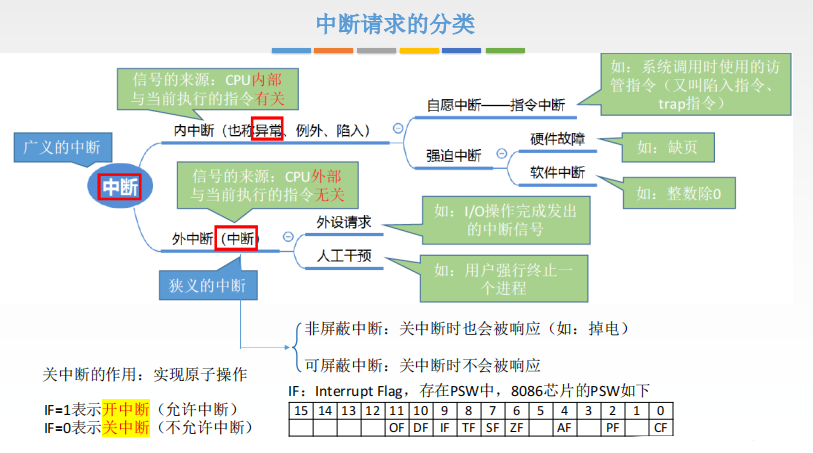 中断请求的分类
信号的来源：CPU内部
与当前执行的指令有关
如：系统调用时使用的访
管指令（又叫陷入指令、
trap指令）
自愿中断——指令中断
内中断（也称异常、例外、陷入）
硬件故障
如：缺页
广义的中断
强迫中断
软件中断
如：整数除0
中断
信号的来源：CPU外部
与当前执行的指令无关
如：I/O操作完成发出
的中断信号
外设请求
外中断（中断）
人工干预
如：用户强行终止一
个进程
狭义的中断
非屏蔽中断：关中断时也会被响应（如：掉电）
可屏蔽中断：关中断时不会被响应
关中断的作用：实现原子操作
IF：Interrupt Flag，存在PSW中，8086芯片的PSW如下
IF=1表示开中断（允许中断）
IF=0表示关中断（不允许中断）
15 14 13 12 11 10 9 8 7 6 5 4 3 2 1 0
OF DF IF TF SF ZF AF PF CF